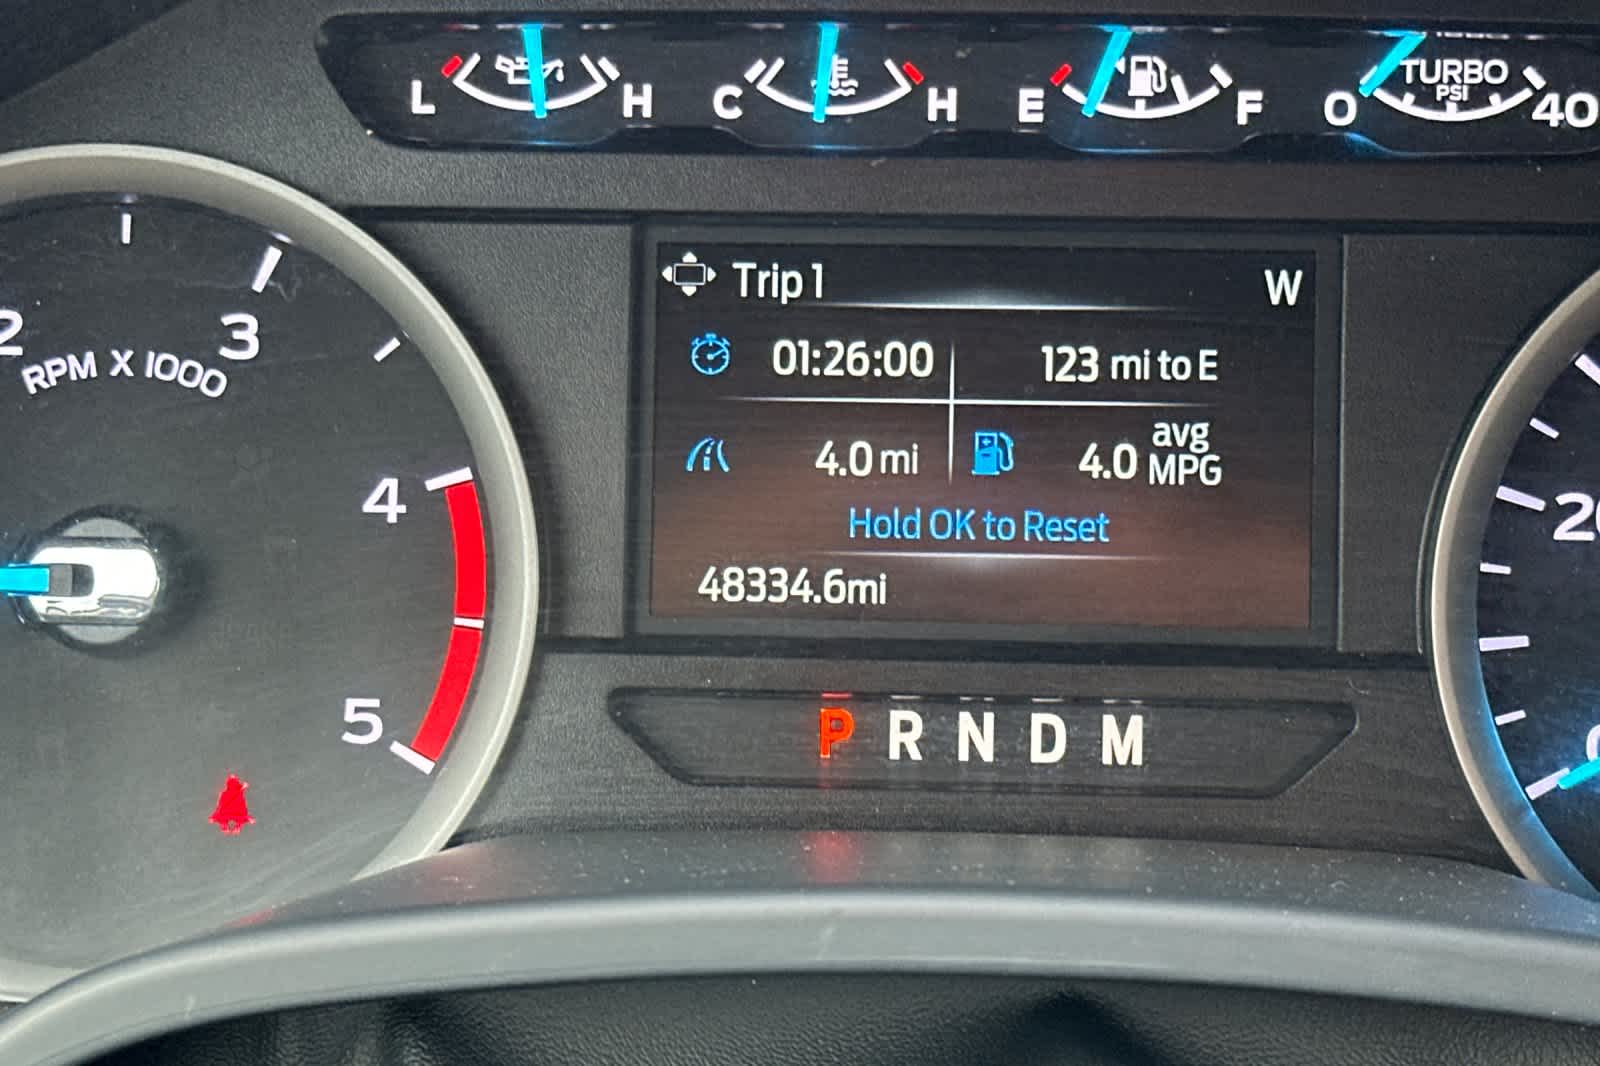 L H C H E F 0 TURBO PSI 40
2 3 4 5
RPM X 1000
Trip 1 W
01:26:00 123 mi to E
4.0 mi 4.0 avg MPG
Hold OK to Reset
48334.6mi
P R N D M